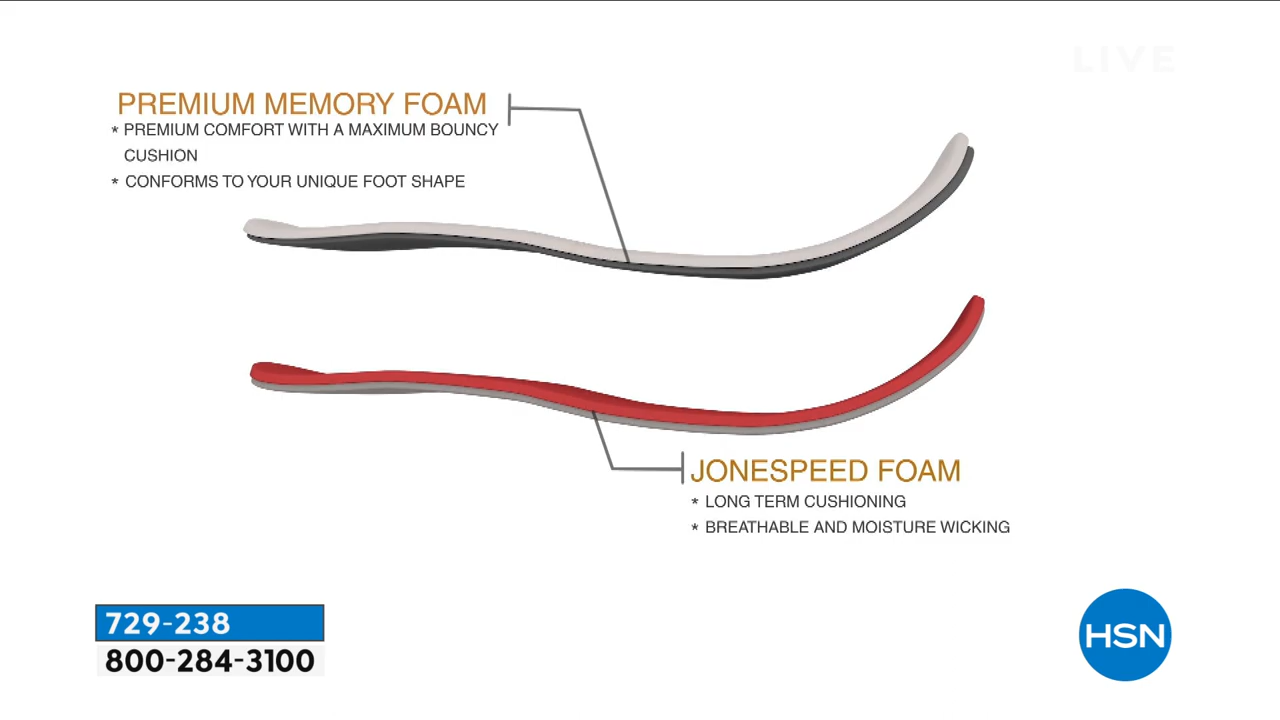 LIVE
PREMIUM MEMORY FOAM
* PREMIUM COMFORT WITH A MAXIMUM BOUNCY
CUSHION
* CONFORMS TO YOUR UNIQUE FOOT SHAPE
JONESPEED FOAM
* LONG TERM CUSHIONING
* BREATHABLE AND MOISTURE WICKING
729-238
800-284-3100
HSN